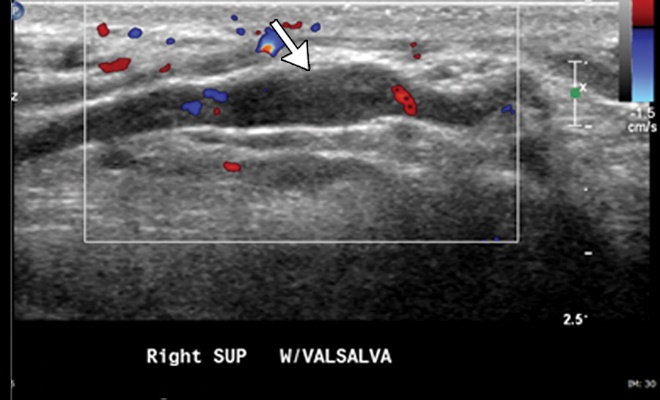 z
x
-1.5
cm/s
2.5
Right SUP W/VALSALVA
IM: 30